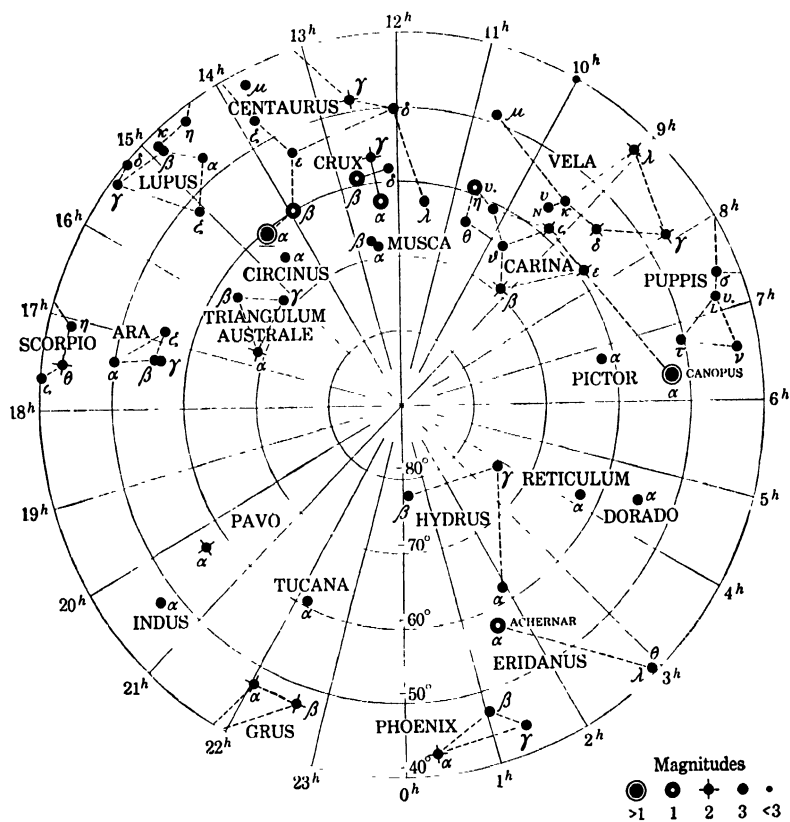 12h
13h
11h
14h
10h
μ
γ
CENTAURUS
δ
μ
15h
κ
η
ξ
ε
9h
δ
β
α
CRUX
γ
VELA
λ
LUPUS
β
δ
υ.
γ
α
η
υ
N
κ
8h
ξ
β
λ
θ
ς
δ
γ
16h
α
β
α
MUSCA
ν
CARINA
ε
α
CIRCINUS
PUPPIS
σ
β
γ
β
L
υ.
7h
17h
η
ARA
ξ
TRIANGULUM
AUSTRALE
SCORPIO
τ
ν
ς
θ
α
β
γ
α
PICTOR
α
CANOPUS
α
18h
6h
80°
γ
RETICULUM
β
HYDRUS
α
α
DORADO
5h
19h
PAVO
70°
α
TUCANA
α
4h
20h
α
INDUS
α
60°
ACHERNAR
α
ERIDANUS
θ
λ
3h
21h
α
β
50°
β
GRUS
PHOENIX
γ
22h
2h
α
40°
23h
1h
0h
Magnitudes
>1 1 2 3 <3